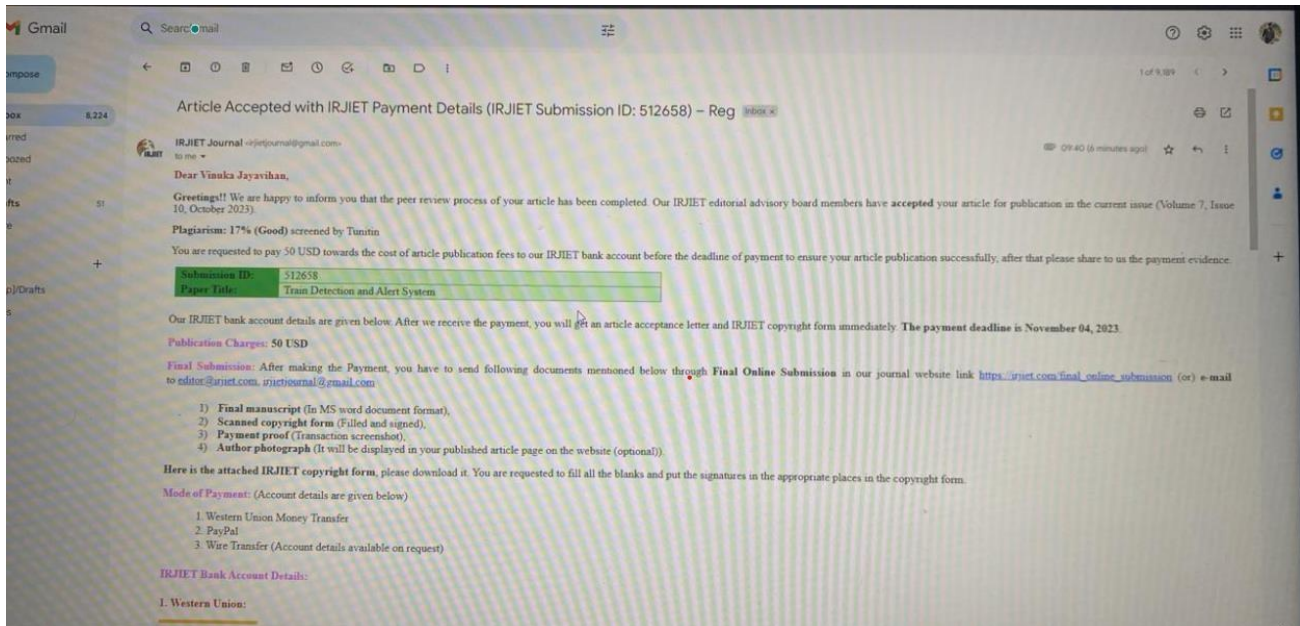 Gmail
Search mail
ompose
1 of 9,189
box 8,224
Article Accepted with IRJIET Payment Details (IRJIET Submission ID: 512658) – Reg Inbox x
rred
IRJIET Journal <irjietjournal@gmail.com>
09:40 (6 minutes ago)
oozed
to me
Dear Vinuka Jayavihan,
Greetings!! We are happy to inform you that the peer review process of your article has been completed. Our IRJIET editorial advisory board members have accepted your article for publication in the current issue (Volume 7, Issue
10, October 2023).
fts 51
Plagiarism: 17% (Good) screened by Tunitin
You are requested to pay 50 USD towards the cost of article publication fees to our IRJIET bank account before the deadline of payment to ensure your article publication successfully, after that please share to us the payment evidence.
Submission ID: 512658
Paper Title: Train Detection and Alert System
p]/Drafts
Our IRJIET bank account details are given below. After we receive the payment, you will get an article acceptance letter and IRJIET copyright form immediately. The payment deadline is November 04, 2023.
Publication Charges: 50 USD
Final Submission: After making the Payment, you have to send following documents mentioned below through Final Online Submission in our journal website link https://irjiet.com/final_online_submission (or) e-mail
to editor@irjiet.com, irjietjournal@gmail.com
1) Final manuscript (In MS word document format),
2) Scanned copyright form (Filled and signed),
3) Payment proof (Transaction screenshot),
4) Author photograph (It will be displayed in your published article page on the website (optional)).
Here is the attached IRJIET copyright form, please download it. You are requested to fill all the blanks and put the signatures in the appropriate places in the copyright form.
Mode of Payment: (Account details are given below)
1. Western Union Money Transfer
2. PayPal
3. Wire Transfer (Account details available on request)
IRJIET Bank Account Details:
1. Western Union: